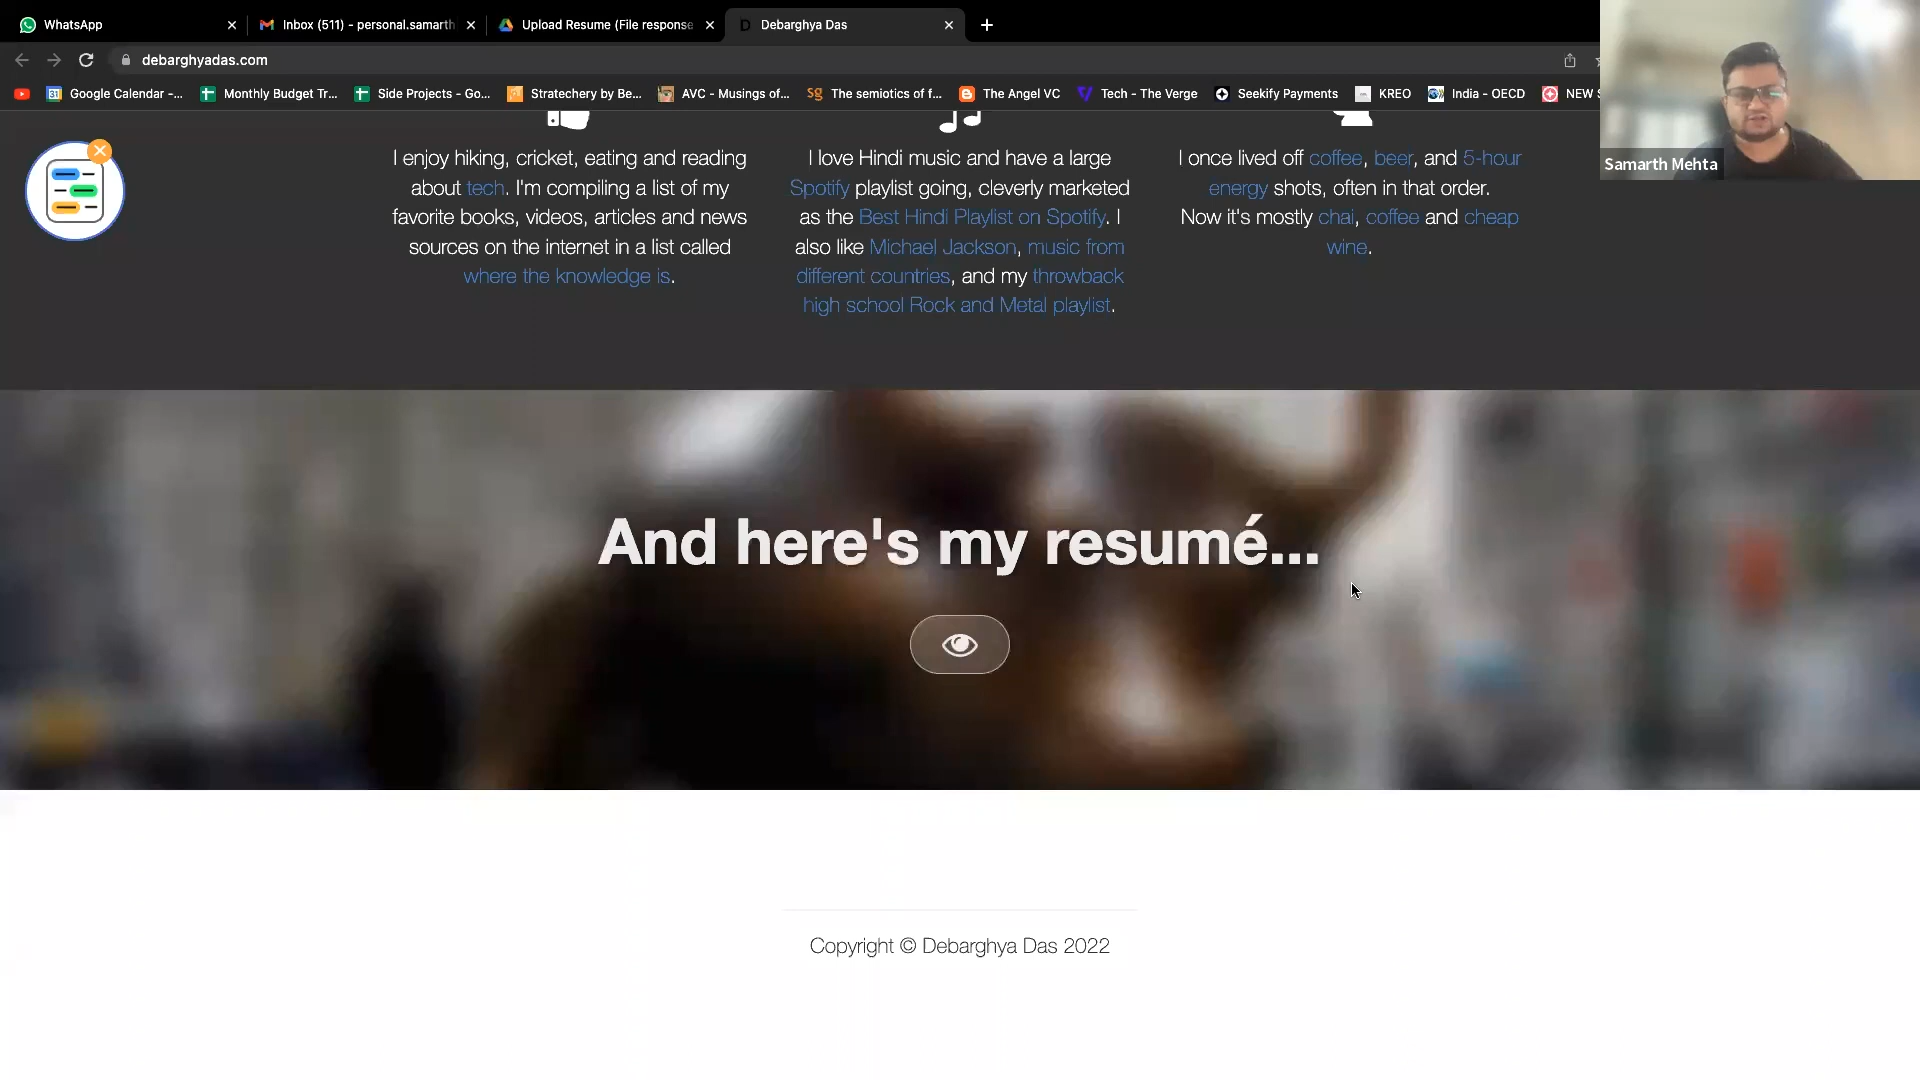 WhatsApp
Inbox (511) - personal.samarth
Upload Resume (File response
D
Debarghya Das
debarghyadas.com
31
Google Calendar -...
Monthly Budget Tr...
Side Projects - Go...
Stratechery by Be...
AVC - Musings of...
sg
The semiotics of f...
The Angel VC
Tech - The Verge
Seekify Payments
KREO
India - OECD
NEW S
Samarth Mehta
I enjoy hiking, cricket, eating and reading
about tech. I'm compiling a list of my
favorite books, videos, articles and news
sources on the internet in a list called
where the knowledge is.
I love Hindi music and have a large
Spotify playlist going, cleverly marketed
as the Best Hindi Playlist on Spotify. I
also like Michael Jackson, music from
different countries, and my throwback
high school Rock and Metal playlist.
I once lived off coffee, beer, and 5-hour
energy shots, often in that order.
Now it's mostly chai, coffee and cheap
wine.
And here's my resumé...
Copyright © Debarghya Das 2022